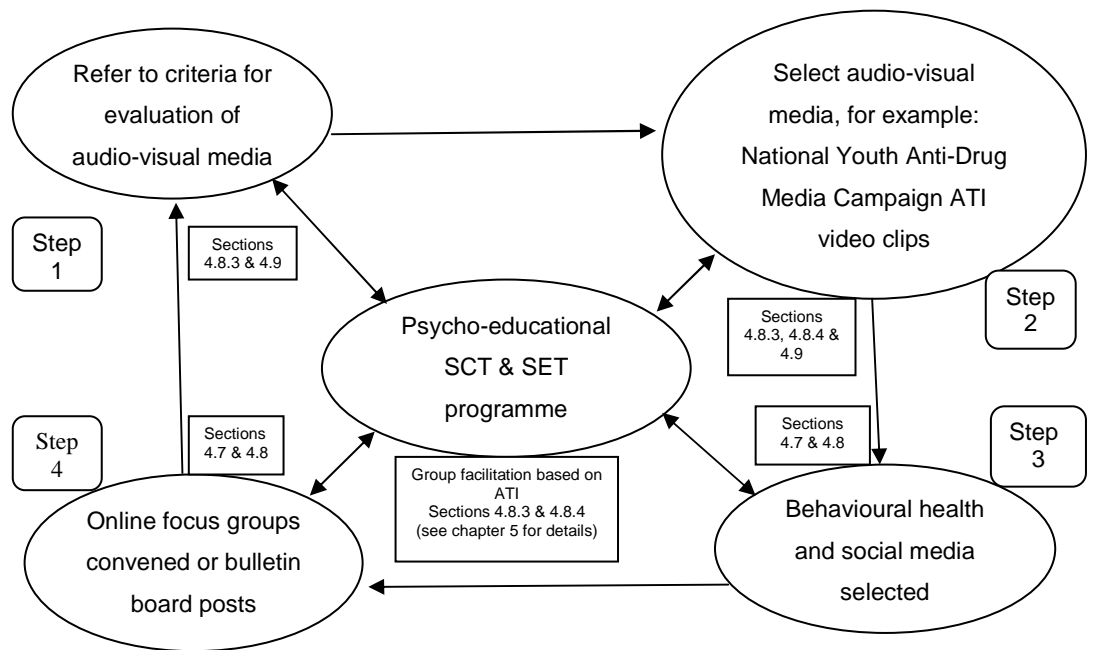 Refer to criteria for
evaluation of
audio-visual media
Select audio-visual
media, for example:
National Youth Anti-Drug
Media Campaign ATI
video clips
Step
1
Sections
4.8.3 & 4.9
Step
2
Sections
4.8.3, 4.8.4 &
4.9
Psycho-educational
SCT & SET
programme
Step
4
Sections
4.7 & 4.8
Sections
4.7 & 4.8
Step
3
Group facilitation based on
ATI
Sections 4.8.3 & 4.8.4
(see chapter 5 for details)
Online focus groups
convened or bulletin
board posts
Behavioural health
and social media
selected